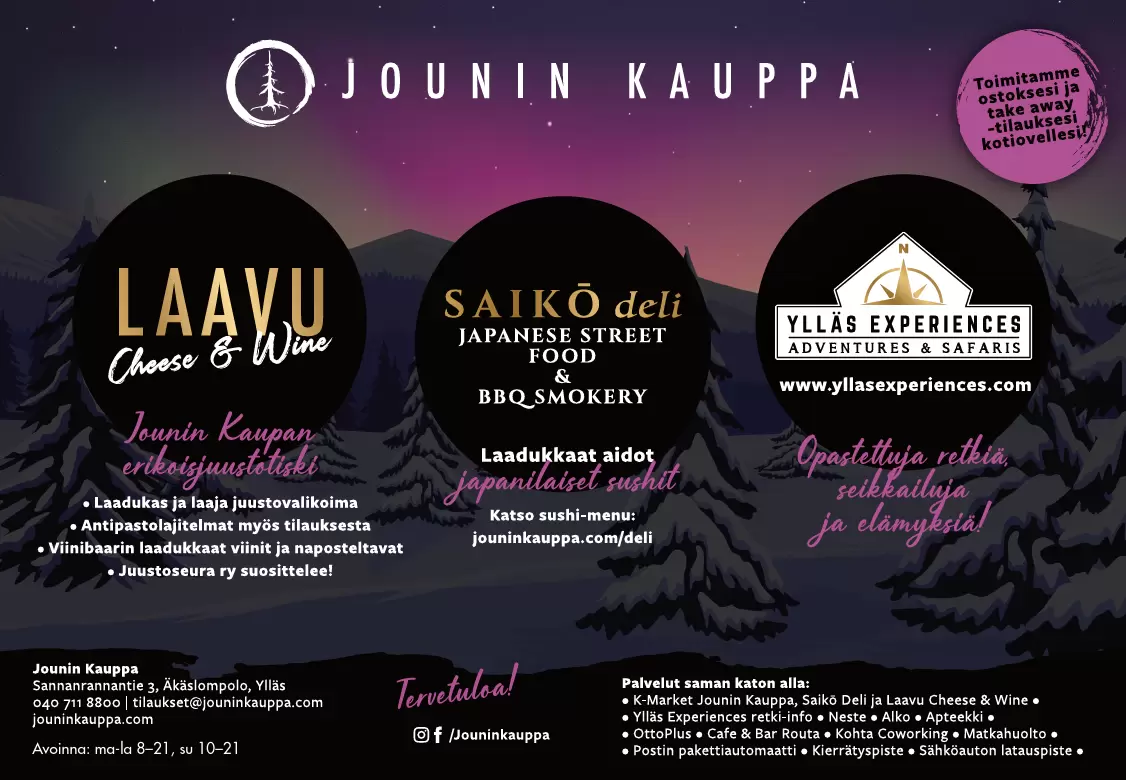 JOUNIN KAUPPA
Toimitamme
ostoksesi ja
take away
-tilauksesi
kotiovellesi!
LAAVU
Cheese & Wine
Jounin Kaupan
erikoisjuustotiski
• Laadukas ja laaja juustovalikoima
• Antipastolajitelmat myös tilauksesta
• Viinibaarin laadukkaat viinit ja naposteltavat
• Juustoseura ry suosittelee!
SAIKŌ deli
JAPANESE STREET
FOOD
&
BBQ SMOKERY
Laadukkaat aidot
japanilaiset sushit
Katso sushi-menu:
jouninkauppa.com/deli
N
YLLÄS EXPERIENCES
ADVENTURES & SAFARIS
www.yllasexperiences.com
Opastettuja retkiä,
seikkailuja
ja elämyksiä!
Jounin Kauppa
Sannanrannantie 3, Äkäslompolo, Ylläs
040 711 8800 | tilaukset@jouninkauppa.com
jouninkauppa.com
Avoinna: ma-la 8–21, su 10–21
Tervetuloa!
/Jouninkauppa
Palvelut saman katon alla:
• K-Market Jounin Kauppa, Saikō Deli ja Laavu Cheese & Wine •
• Ylläs Experiences retki-info • Neste • Alko • Apteekki •
• OttoPlus • Cafe & Bar Routa • Kohta Coworking • Matkahuolto •
• Postin pakettiautomaatti • Kierrätyspiste • Sähköauton latauspiste •